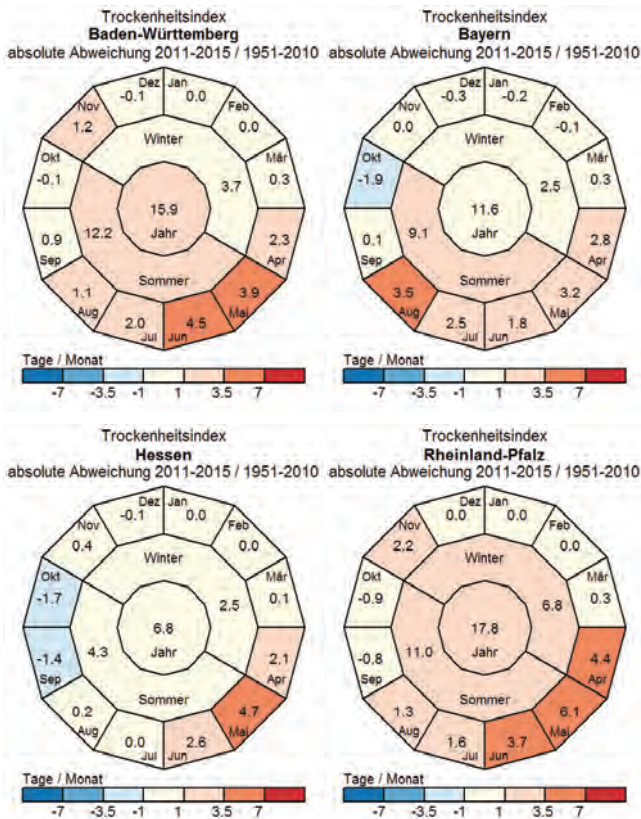 Trockenheitsindex
Baden-Württemberg
absolute Abweichung 2011-2015 / 1951-2010
Dez
-0.1
Jan
0.0
Feb
0.0
Mär
0.3
2.3
Apr
3.9
Mai
4.5
Jun
2.0
Jul
1.1
Aug
0.9
Sep
Okt
-0.1
Nov
1.2
Winter
3.7
15.9
Jahr
12.2
Sommer
Tage / Monat
-7 -3.5 -1 1 3.5 7
Trockenheitsindex
Bayern
absolute Abweichung 2011-2015 / 1951-2010
Dez
-0.3
Jan
-0.2
Feb
-0.1
Mär
0.3
2.8
Apr
3.2
Mai
1.8
Jun
2.5
Jul
3.5
Aug
0.1
Sep
Okt
-1.9
Nov
0.0
Winter
2.5
11.6
Jahr
9.1
Sommer
Tage / Monat
-7 -3.5 -1 1 3.5 7
Trockenheitsindex
Hessen
absolute Abweichung 2011-2015 / 1951-2010
Dez
-0.1
Jan
0.0
Feb
0.0
Mär
0.1
2.1
Apr
4.7
Mai
2.6
Jun
0.0
Jul
0.2
Aug
-1.4
Sep
Okt
-1.7
Nov
0.4
Winter
2.5
6.8
Jahr
4.3
Sommer
Tage / Monat
-7 -3.5 -1 1 3.5 7
Trockenheitsindex
Rheinland-Pfalz
absolute Abweichung 2011-2015 / 1951-2010
Dez
0.0
Jan
0.0
Feb
0.0
Mär
0.3
4.4
Apr
6.1
Mai
3.7
Jun
1.6
Jul
1.3
Aug
-0.8
Sep
Okt
-0.9
Nov
2.2
Winter
6.8
17.8
Jahr
11.0
Sommer
Tage / Monat
-7 -3.5 -1 1 3.5 7